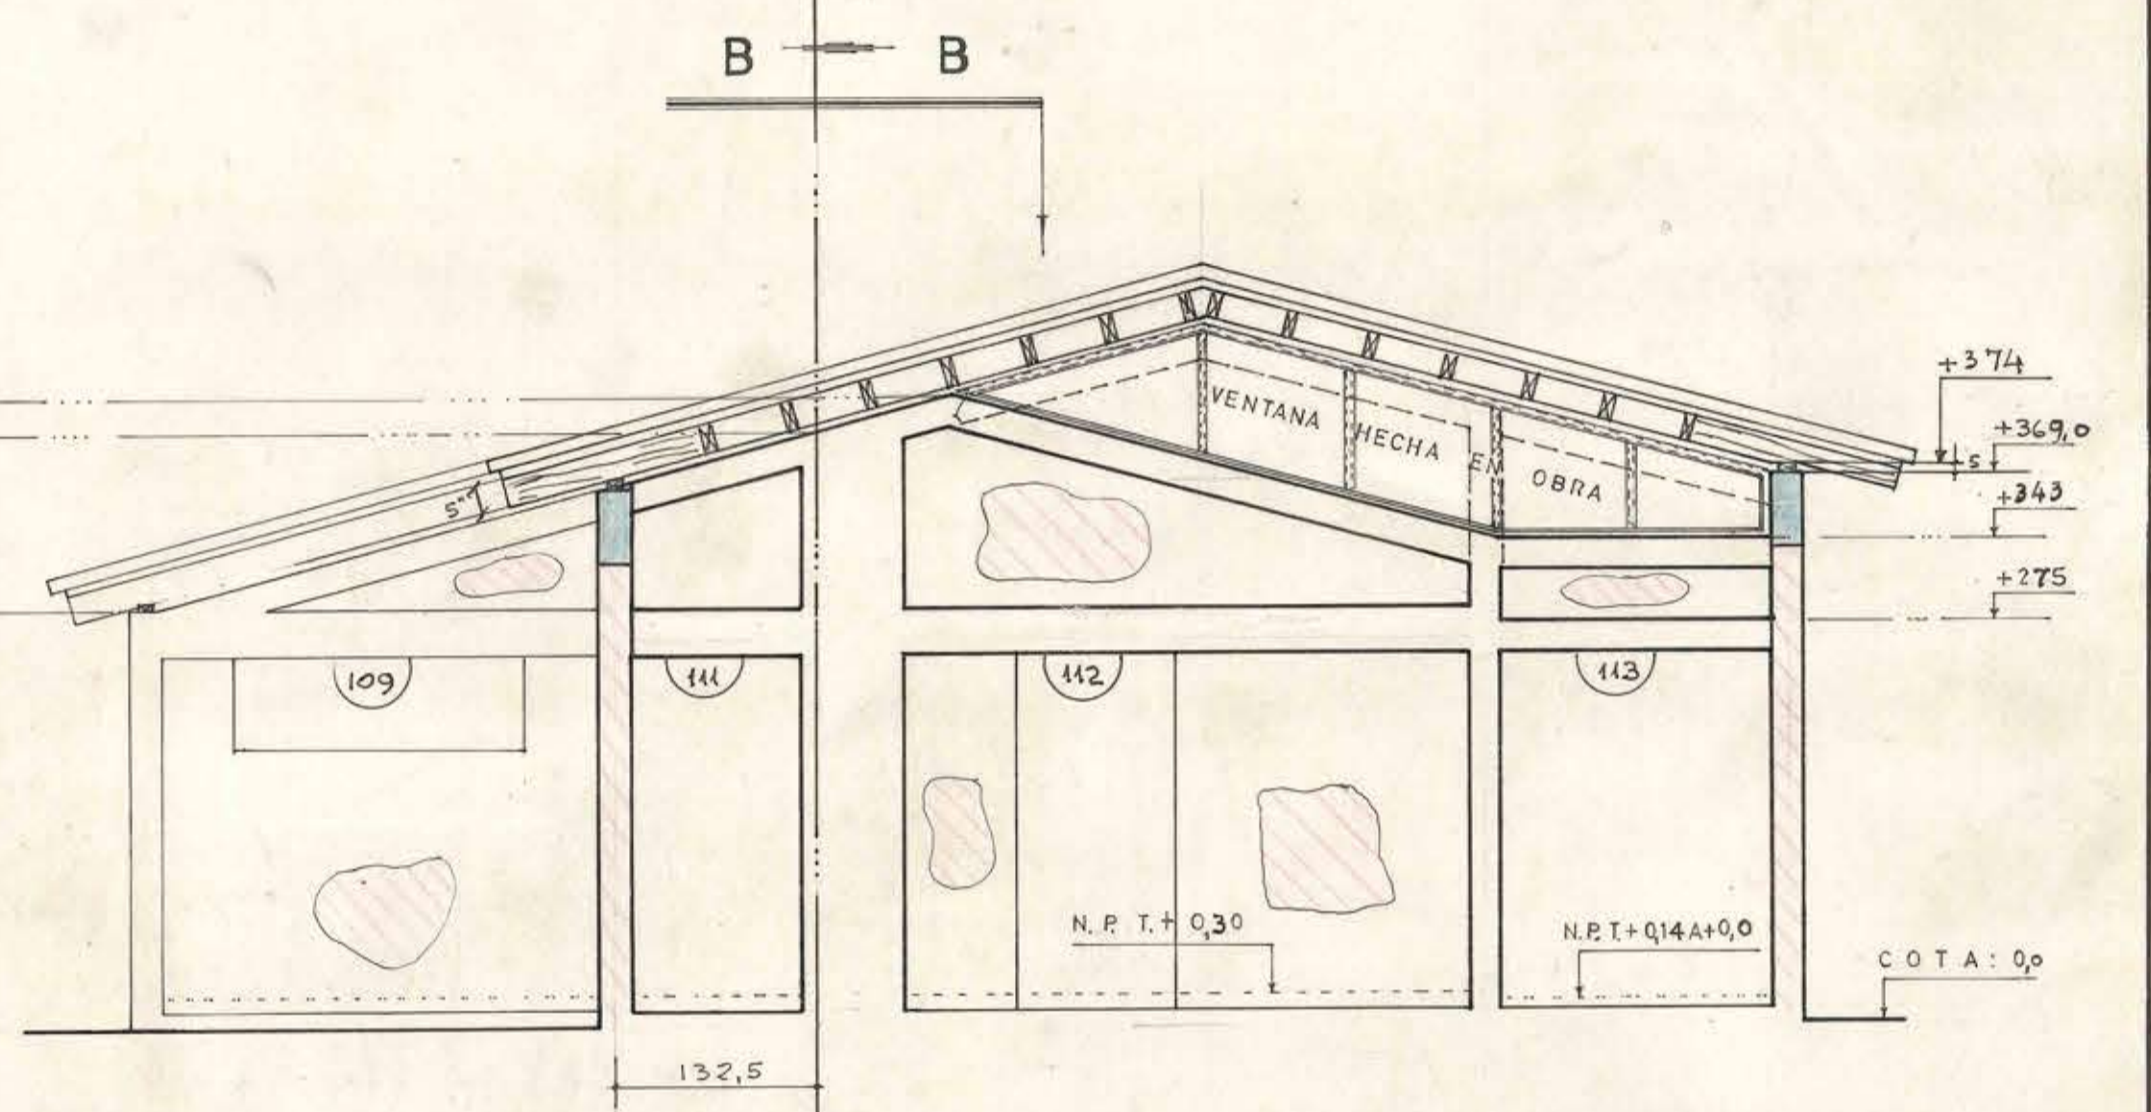 B B
VENTANA HECHA EN OBRA
+374
+369,0
5
+343
+275
5"
109
111
112
113
N.P.T.+0,30
N.P.T.+0,14A+0,0
COTA: 0,0
132,5